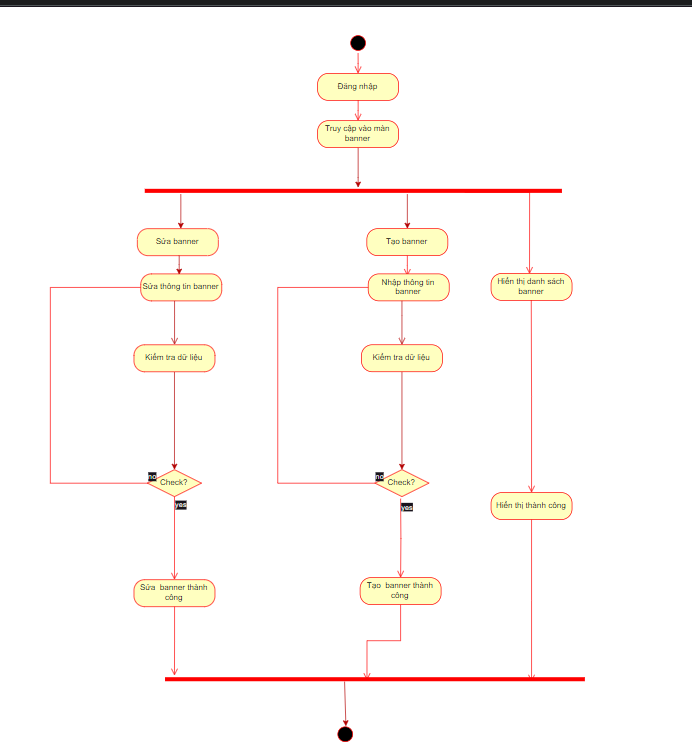 Đăng nhập
Truy cập vào màn
banner
Sửa banner
Tạo banner
Sửa thông tin banner
Nhập thông tin
banner
Hiển thị danh sách
banner
Kiểm tra dữ liệu
Kiểm tra dữ liệu
no
Check?
no
Check?
yes
yes
Hiển thị thành công
Sửa banner thành
công
Tạo banner thành
công